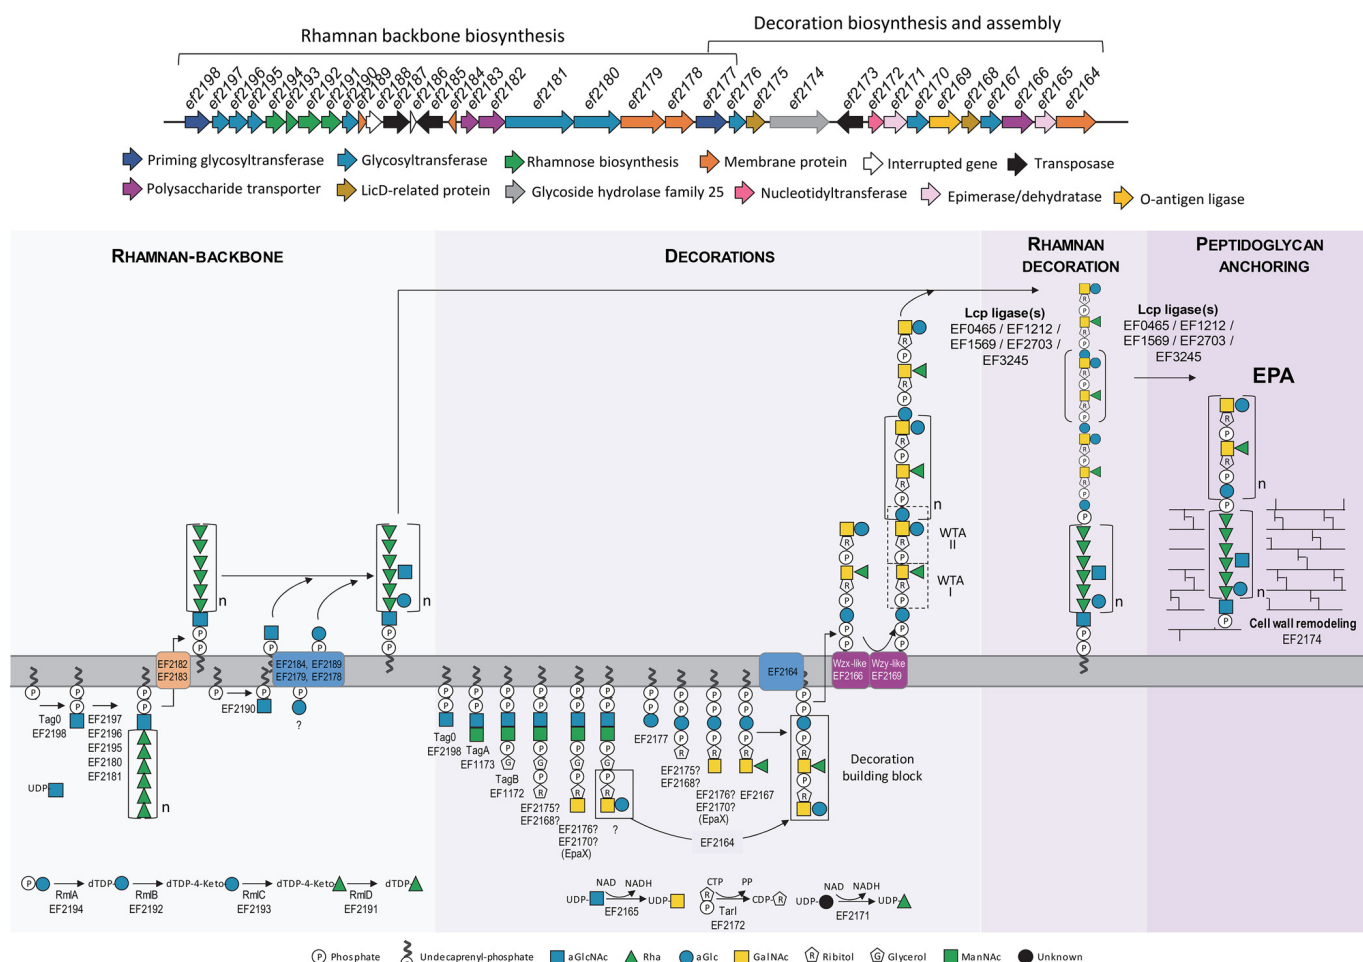 Rhamnan backbone biosynthesis
Decoration biosynthesis and assembly
ef2198
ef2197
ef2196
ef2195
ef2194
ef2193
ef2192
ef2191
ef2190
ef2189
ef2188
ef2187
ef2186
ef2185
ef2184
ef2183
ef2182
ef2181
ef2180
ef2179
ef2178
ef2177
ef2176
ef2175
ef2174
ef2173
ef2172
ef2171
ef2170
ef2169
ef2168
ef2167
ef2166
ef2165
ef2164
Priming glycosyltransferase
Glycosyltransferase
Rhamnose biosynthesis
Membrane protein
Interrupted gene
Transposase
Polysaccharide transporter
LicD-related protein
Glycoside hydrolase family 25
Nucleotidyltransferase
Epimerase/dehydratase
O-antigen ligase
RHAMNAN-BACKBONE
DECORATIONS
RHAMNAN
DECORATION
PEPTIDOGLYCAN
ANCHORING
Lcp ligase(s)
EF0465 / EF1212 /
EF1569 / EF2703 /
EF3245
Lcp ligase(s)
EF0465 / EF1212 /
EF1569 / EF2703 /
EF3245
EPA
n
n
n
n
n
n
n
WTA
II
WTA
I
Cell wall remodeling
EF2174
EF2182
EF2183
EF2184, EF2189
EF2179, EF2178
EF2164
Wzx-like
EF2166
Wzy-like
EF2169
TagO
EF2198
EF2197
EF2196
EF2195
EF2180
EF2181
UDP
EF2190
?
TagO
EF2198
TagA
EF1173
TagB
EF1172
EF2175?
EF2168?
EF2176?
EF2170?
(EpaX)
?
EF2177
EF2175?
EF2168?
EF2176?
EF2170?
(EpaX)
EF2167
Decoration
building block
EF2164
P
RmlA
EF2194
dTDP-
RmlB
EF2192
dTDP-4-Keto
RmlC
EF2193
dTDP-4-Keto
RmlD
EF2191
dTDP
UDP-
NAD NADH
EF2165
UDP-
R
P
CTP PP
TarI
EF2172
CDP-R
UDP-
NAD NADH
EF2171
UDP-
P Phosphate
P Undecaprenyl-phosphate
aGlcNAc
Rha
aGlc
GalNAc
R Ribitol
G Glycerol
ManNAc
Unknown